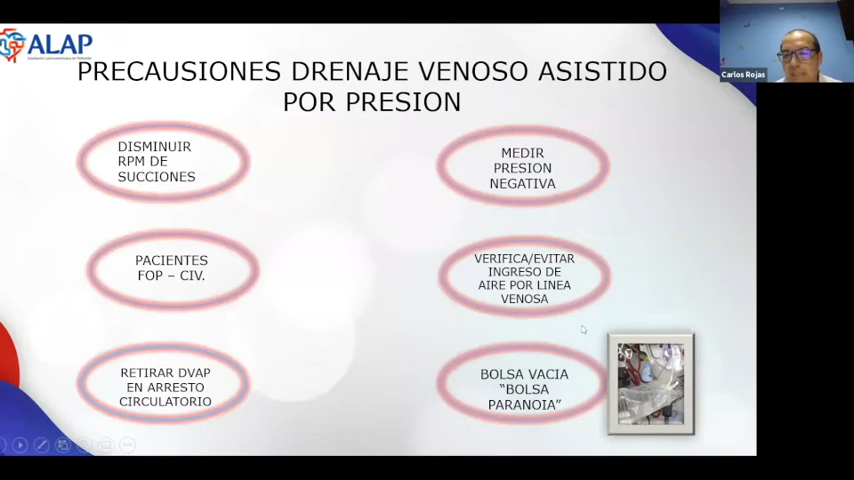 ALAP
PRECAUSIONES DRENAJE VENOSO ASISTIDO
POR PRESION
DISMINUIR
RPM DE
SUCCIONES
MEDIR
PRESION
NEGATIVA
PACIENTES
FOP – CIV.
VERIFICA/EVITAR
INGRESO DE
AIRE POR LINEA
VENOSA
RETIRAR DVAP
EN ARRESTO
CIRCULATORIO
BOLSA VACIA
“BOLSA
PARANOIA”
Carlos Rojas